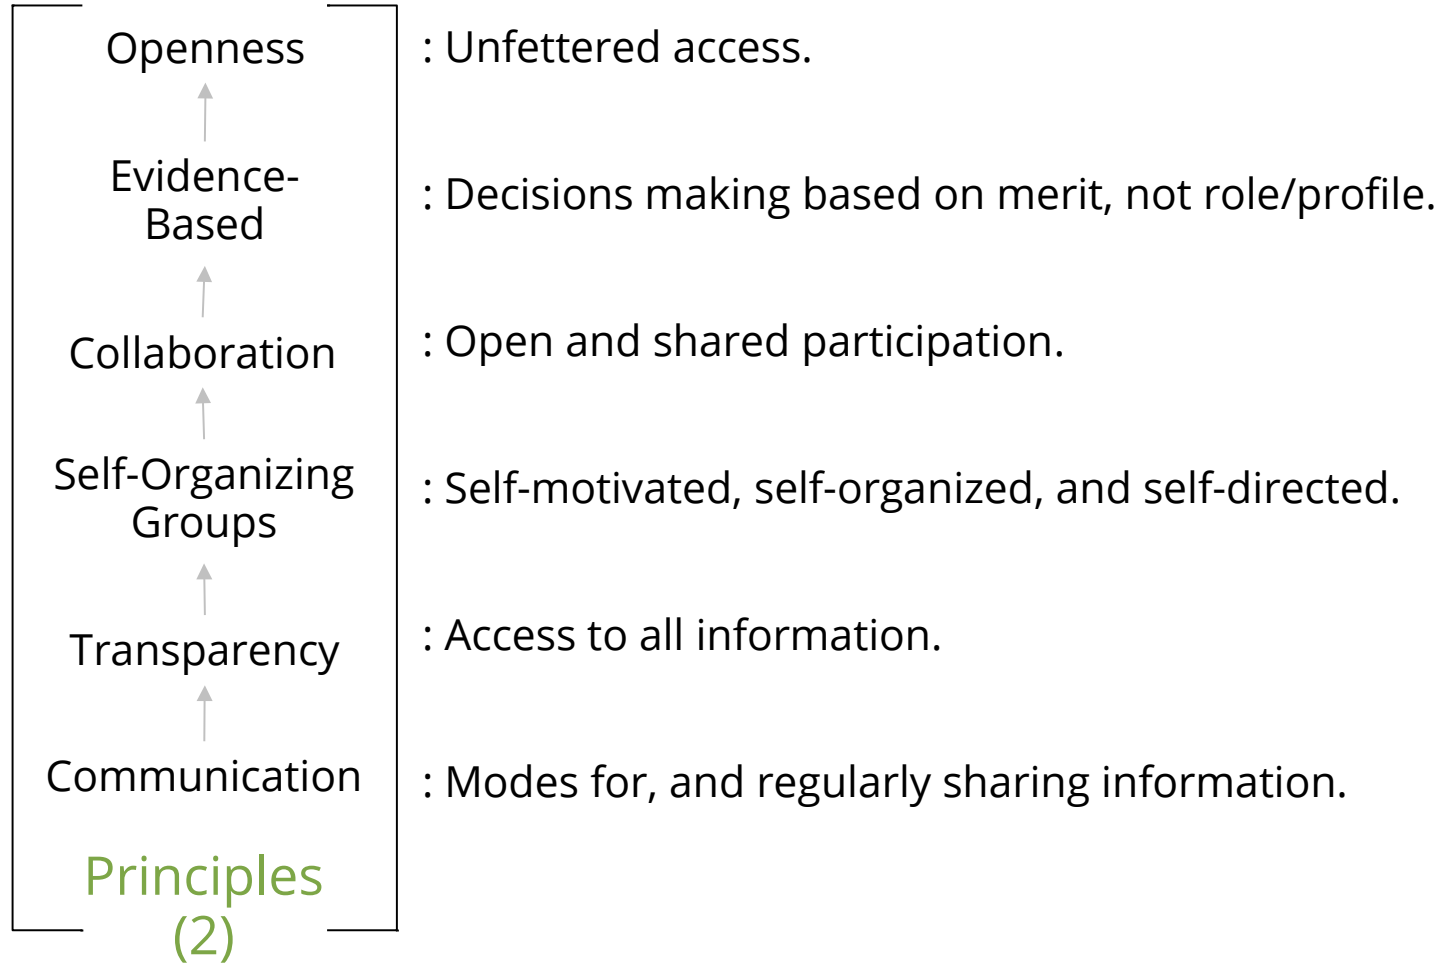 Openness : Unfettered access.
Evidence-
Based : Decisions making based on merit, not role/profile.
Collaboration : Open and shared participation.
Self-Organizing
Groups : Self-motivated, self-organized, and self-directed.
Transparency : Access to all information.
Communication : Modes for, and regularly sharing information.
Principles
(2)